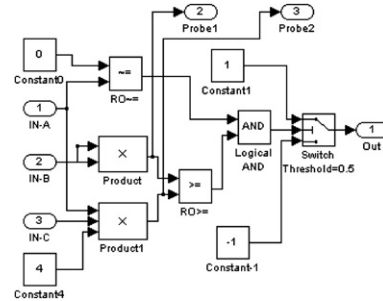 2
Probe1
3
Probe2
0
Constant0
~=
RO~=
1
IN-A
1
Constant1
AND
Logical
AND
Switch
Threshold=0.5
1
Out
2
IN-B
×
Product
>=
RO>=
3
IN-C
×
Product1
-1
Constant-1
4
Constant4